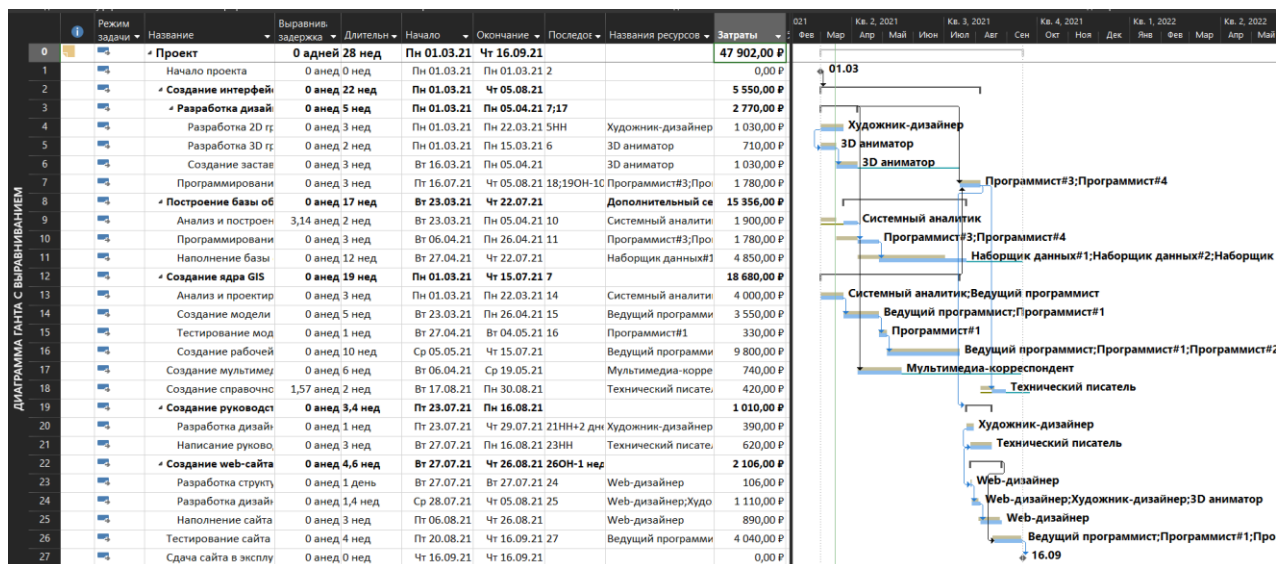 Режим задачи Название Выравнив. задержка Длительн Начало Окончание Названия ресурсов Затраты
021 Кв. 2, 2021 Кв. 3, 2021 Кв. 4, 2021 Кв. 1, 2022 Кв. 2, 2022
Фев Мар Апр Май Июн Июл Авг Сен Окт Ноя Дек Янв Фев Мар Апр Май
ДИАГРАММА ГАНТА С ВЫРАВНИВАНИЕМ
0 Проект 0 адней 28 нед Пн 01.03.21 Чт 16.09.21 47 902,00 ₽
1 Начало проекта 0 анед 0 нед Пн 01.03.21 Пн 01.03.21 2 0,00 ₽ 01.03
2 Создание интерфей 0 анед 22 нед Пн 01.03.21 Чт 05.08.21 5 550,00 ₽
3 Разработка дизай 0 анед 5 нед Пн 01.03.21 Пн 05.04.21 7;17 2 770,00 ₽
4 Разработка 2D гр 0 анед 3 нед Пн 01.03.21 Пн 22.03.21 5НН Художник-дизайнер 1 030,00 ₽ Художник-дизайнер
5 Разработка 3D гр 0 анед 2 нед Пн 01.03.21 Пн 15.03.21 6 3D аниматор 710,00 ₽ 3D аниматор
6 Создание застав 0 анед 3 нед Вт 16.03.21 Пн 05.04.21 3D аниматор 1 030,00 ₽ 3D аниматор
7 Программировани 0 анед 3 нед Пт 16.07.21 Чт 05.08.21 18;19ОН-10 Программист#3;Про 1 780,00 ₽ Программист#3;Программист#4
8 Построение базы об 0 анед 17 нед Вт 23.03.21 Чт 22.07.21 Дополнительный се 15 356,00 ₽
9 Анализ и построен 3,14 анед 2 нед Вт 23.03.21 Пн 05.04.21 10 Системный аналити 1 900,00 ₽ Системный аналитик
10 Программировани 0 анед 3 нед Вт 06.04.21 Пн 26.04.21 11 Программист#3;Про 1 780,00 ₽ Программист#3;Программист#4
11 Наполнение базы 0 анед 12 нед Вт 27.04.21 Чт 22.07.21 Наборщик данных#1 4 850,00 ₽ Наборщик данных#1;Наборщик данных#2;Наборщик
12 Создание ядра GIS 0 анед 19 нед Пн 01.03.21 Чт 15.07.21 7 18 680,00 ₽
13 Анализ и проектир 0 анед 3 нед Пн 01.03.21 Пн 22.03.21 14 Системный аналити 4 000,00 ₽ Системный аналитик;Ведущий программист
14 Создание модели 0 анед 5 нед Вт 23.03.21 Пн 26.04.21 15 Ведущий программи 3 550,00 ₽ Ведущий программист;Программист#1
15 Тестирование мод 0 анед 1 нед Вт 27.04.21 Вт 04.05.21 16 Программист#1 330,00 ₽ Программист#1
16 Создание рабочей 0 анед 10 нед Ср 05.05.21 Чт 15.07.21 Ведущий программи 9 800,00 ₽ Ведущий программист;Программист#1;Программист#2
17 Создание мультимед 0 анед 6 нед Вт 06.04.21 Ср 19.05.21 Мультимедиа-корре 740,00 ₽ Мультимедиа-корреспондент
18 Создание справочно 1,57 анед 2 нед Вт 17.08.21 Пн 30.08.21 Технический писате 420,00 ₽ Технический писатель
19 Создание руководст 0 анед 3,4 нед Пт 23.07.21 Пн 16.08.21 1 010,00 ₽
20 Разработка дизайн 0 анед 1 нед Пт 23.07.21 Чт 29.07.21 21НН+2 дне Художник-дизайнер 390,00 ₽ Художник-дизайнер
21 Написание руково 0 анед 3 нед Вт 27.07.21 Пн 16.08.21 23НН Технический писате 620,00 ₽ Технический писатель
22 Создание web-сайта 0 анед 4,6 нед Вт 27.07.21 Чт 26.08.21 26ОН-1 нед 2 106,00 ₽
23 Разработка структу 0 анед 1 день Вт 27.07.21 Вт 27.07.21 24 Web-дизайнер 106,00 ₽ Web-дизайнер
24 Разработка дизайн 0 анед 1,4 нед Ср 28.07.21 Чт 05.08.21 25 Web-дизайнер;Худо 1 110,00 ₽ Web-дизайнер;Художник-дизайнер;3D аниматор
25 Наполнение сайта 0 анед 3 нед Пт 06.08.21 Чт 26.08.21 Web-дизайнер 890,00 ₽ Web-дизайнер
26 Тестирование сайта 0 анед 4 нед Пт 20.08.21 Чт 16.09.21 27 Ведущий программи 4 040,00 ₽ Ведущий программист;Программист#1;Про
27 Сдача сайта в эксплу 0 анед 0 нед Чт 16.09.21 Чт 16.09.21 0,00 ₽ 16.09